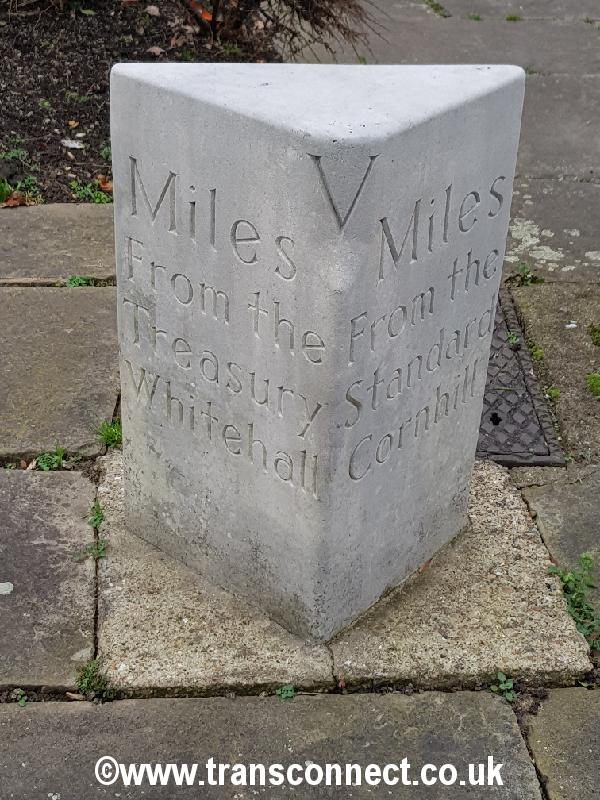 V
Miles
From the
Treasury
Whitehall
Miles
From the
Standard
Cornhill
©www.transconnect.co.uk